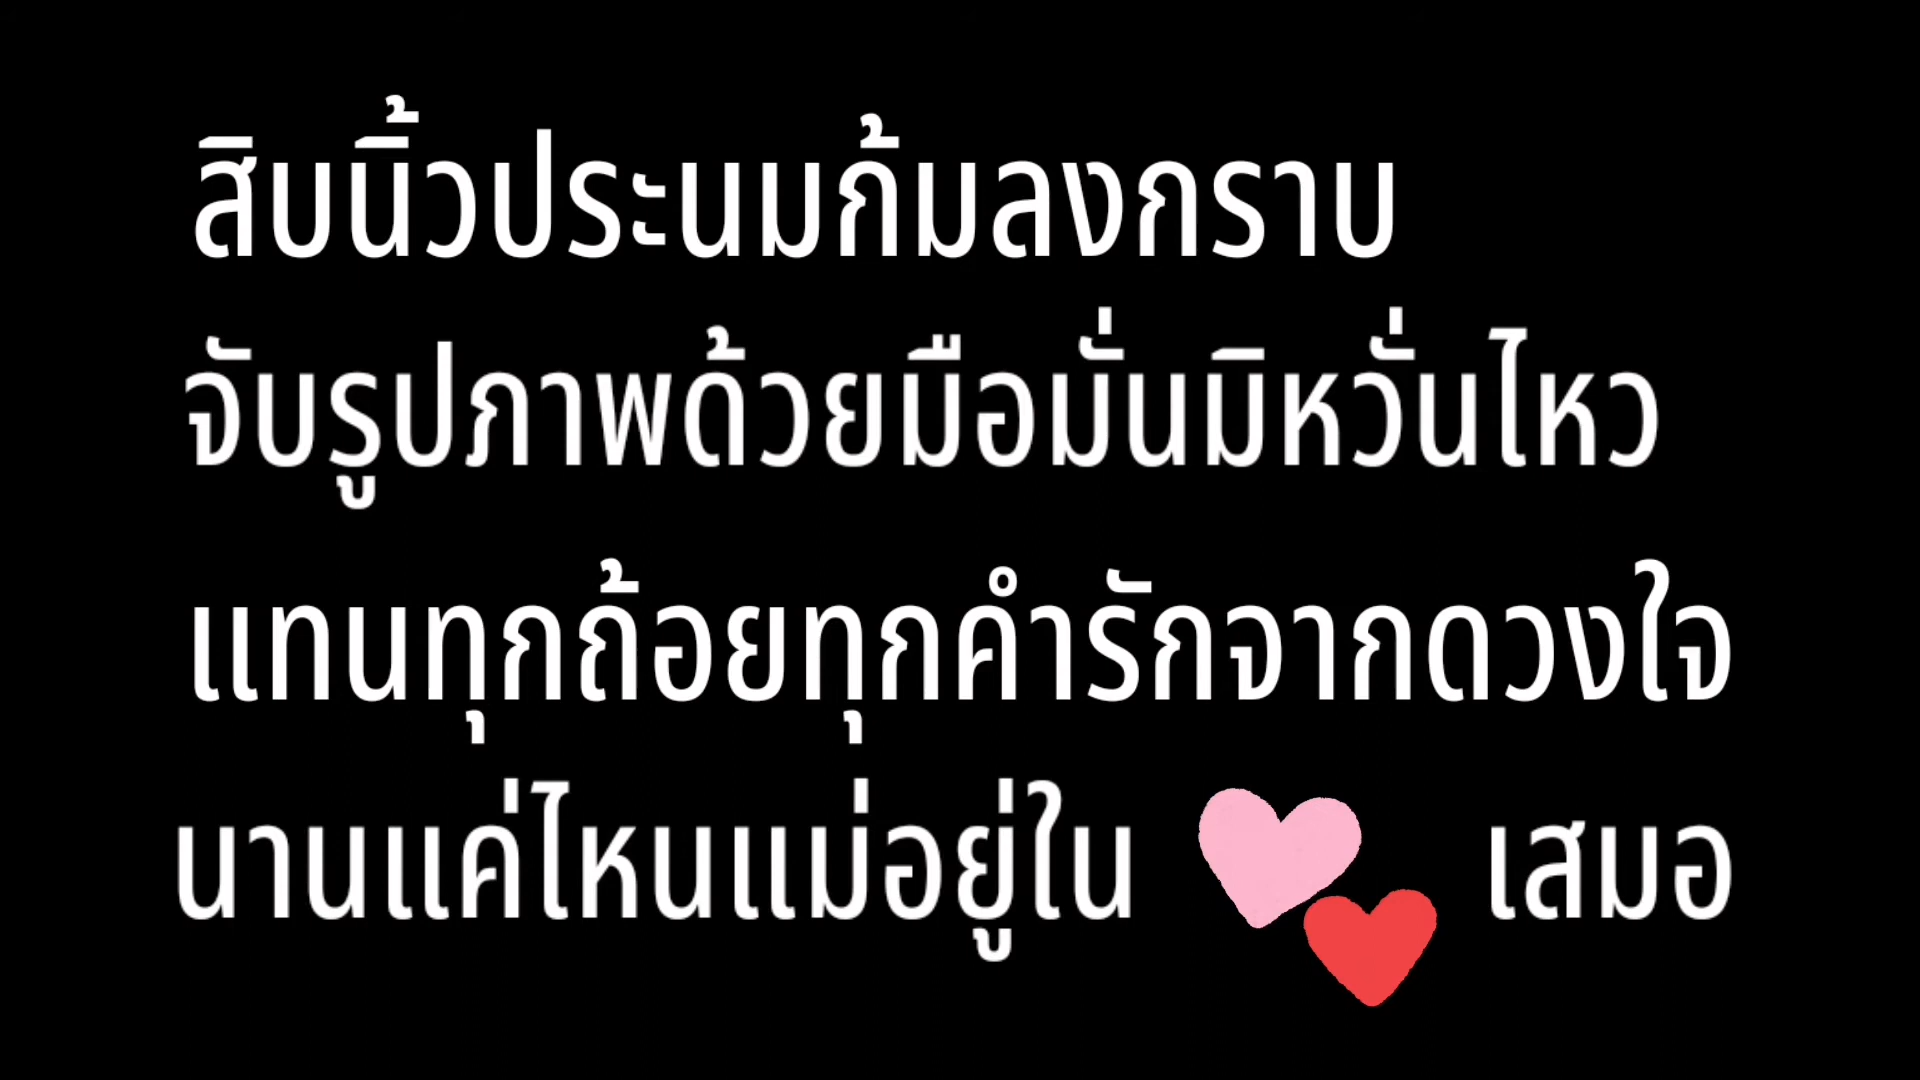 สิบนิ้วประนมก้มลงกราบ
จับรูปภาพด้วยมือมั่นมิหวั่นไหว
แทนทุกถ้อยทุกคำรักจากดวงใจ
นานแค่ไหนแม่อยู่ใน เสมอ